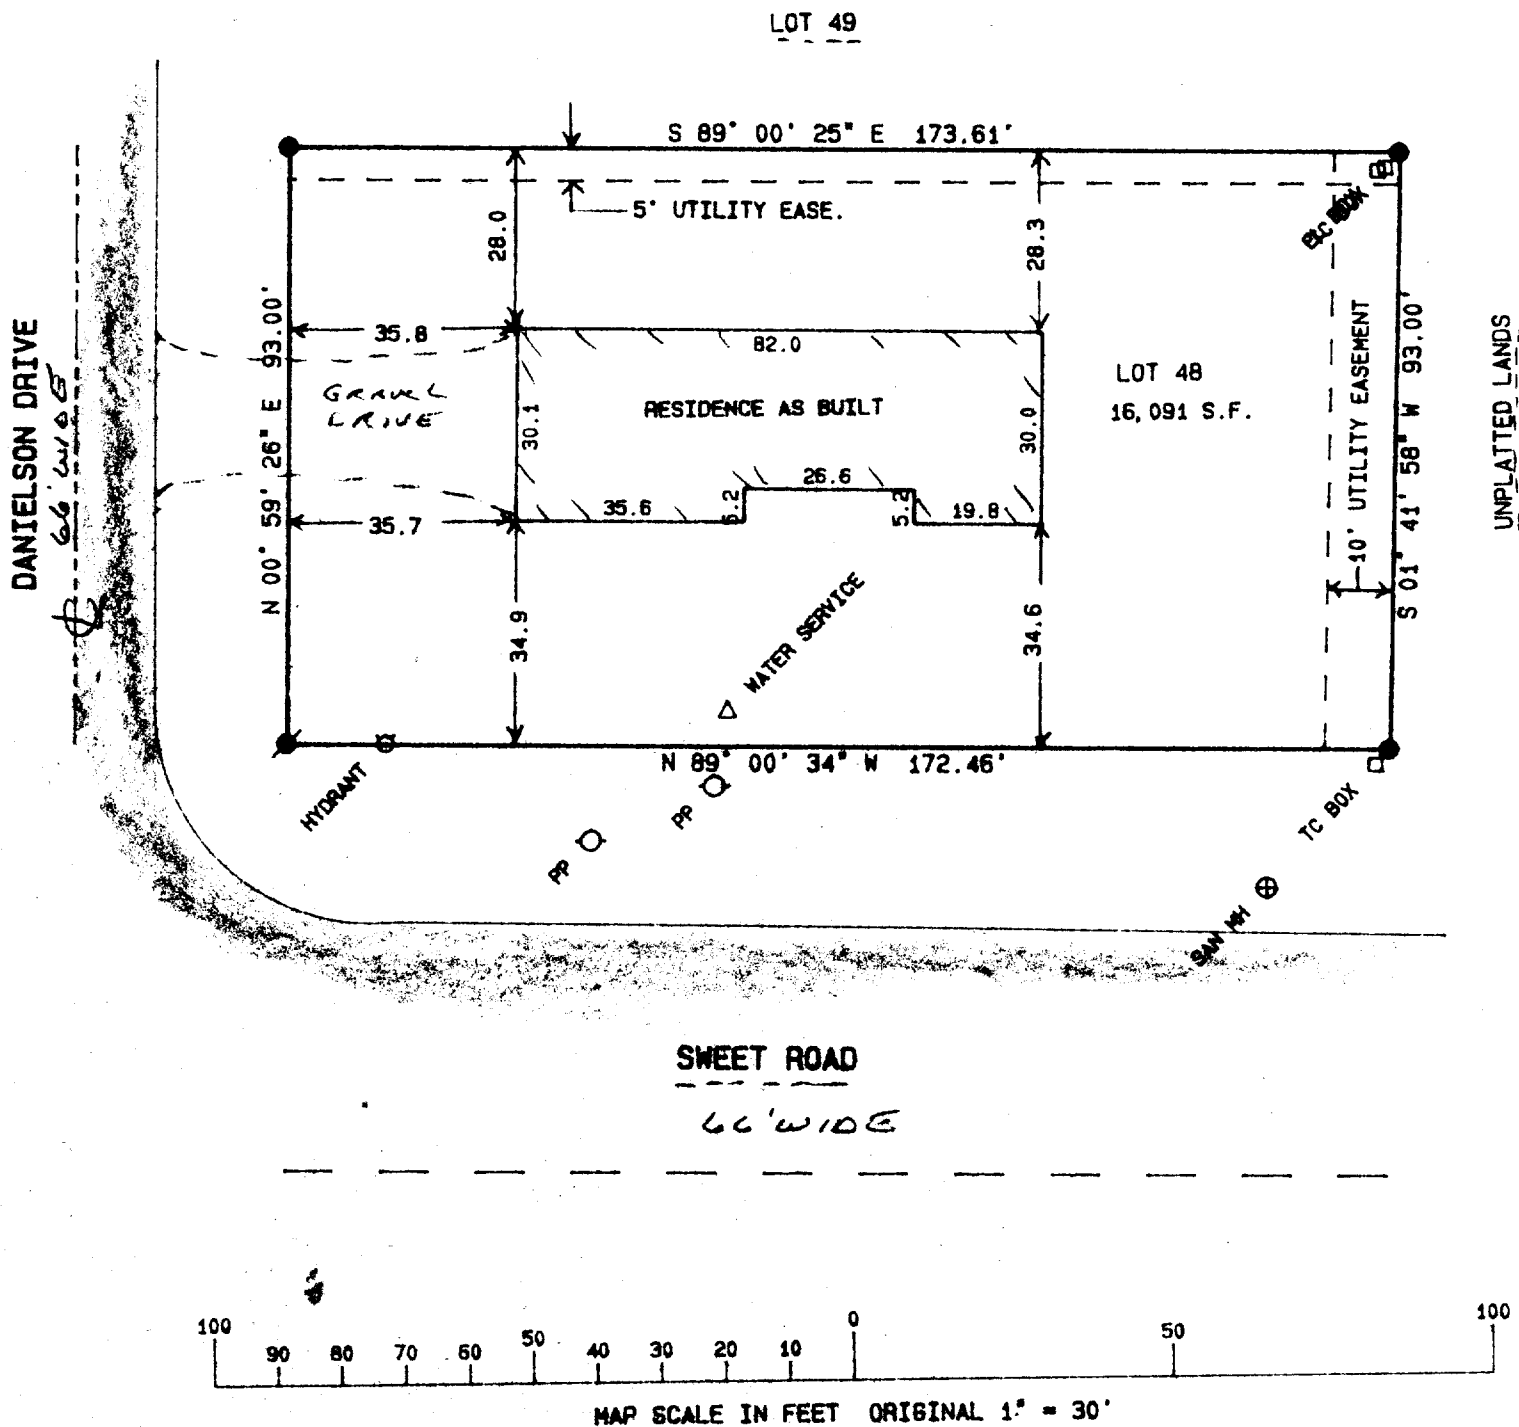 LOT 49
S 89° 00' 25" E 173.61'
5' UTILITY EASE.
28.0
28.3
BOX
DANIELSON DRIVE
66' WIDE
N 00° 59' 26" E 93.00'
35.8
82.0
GRAVEL
DRIVE
30.1
RESIDENCE AS BUILT
30.0
LOT 48
16,091 S.F.
10' UTILITY EASEMENT
S 01° 41' 58" W 93.00'
UNPLATTED LANDS
26.6
35.6
5.2
5.2
19.8
35.7
34.9
34.6
WATER SERVICE
N 89° 00' 34" W 172.46'
HYDRANT
PP
PP
TC BOX
SAN MH
SWEET ROAD
66' WIDE
100 90 80 70 60 50 40 30 20 10 0 50 100
MAP SCALE IN FEET ORIGINAL 1" = 30'